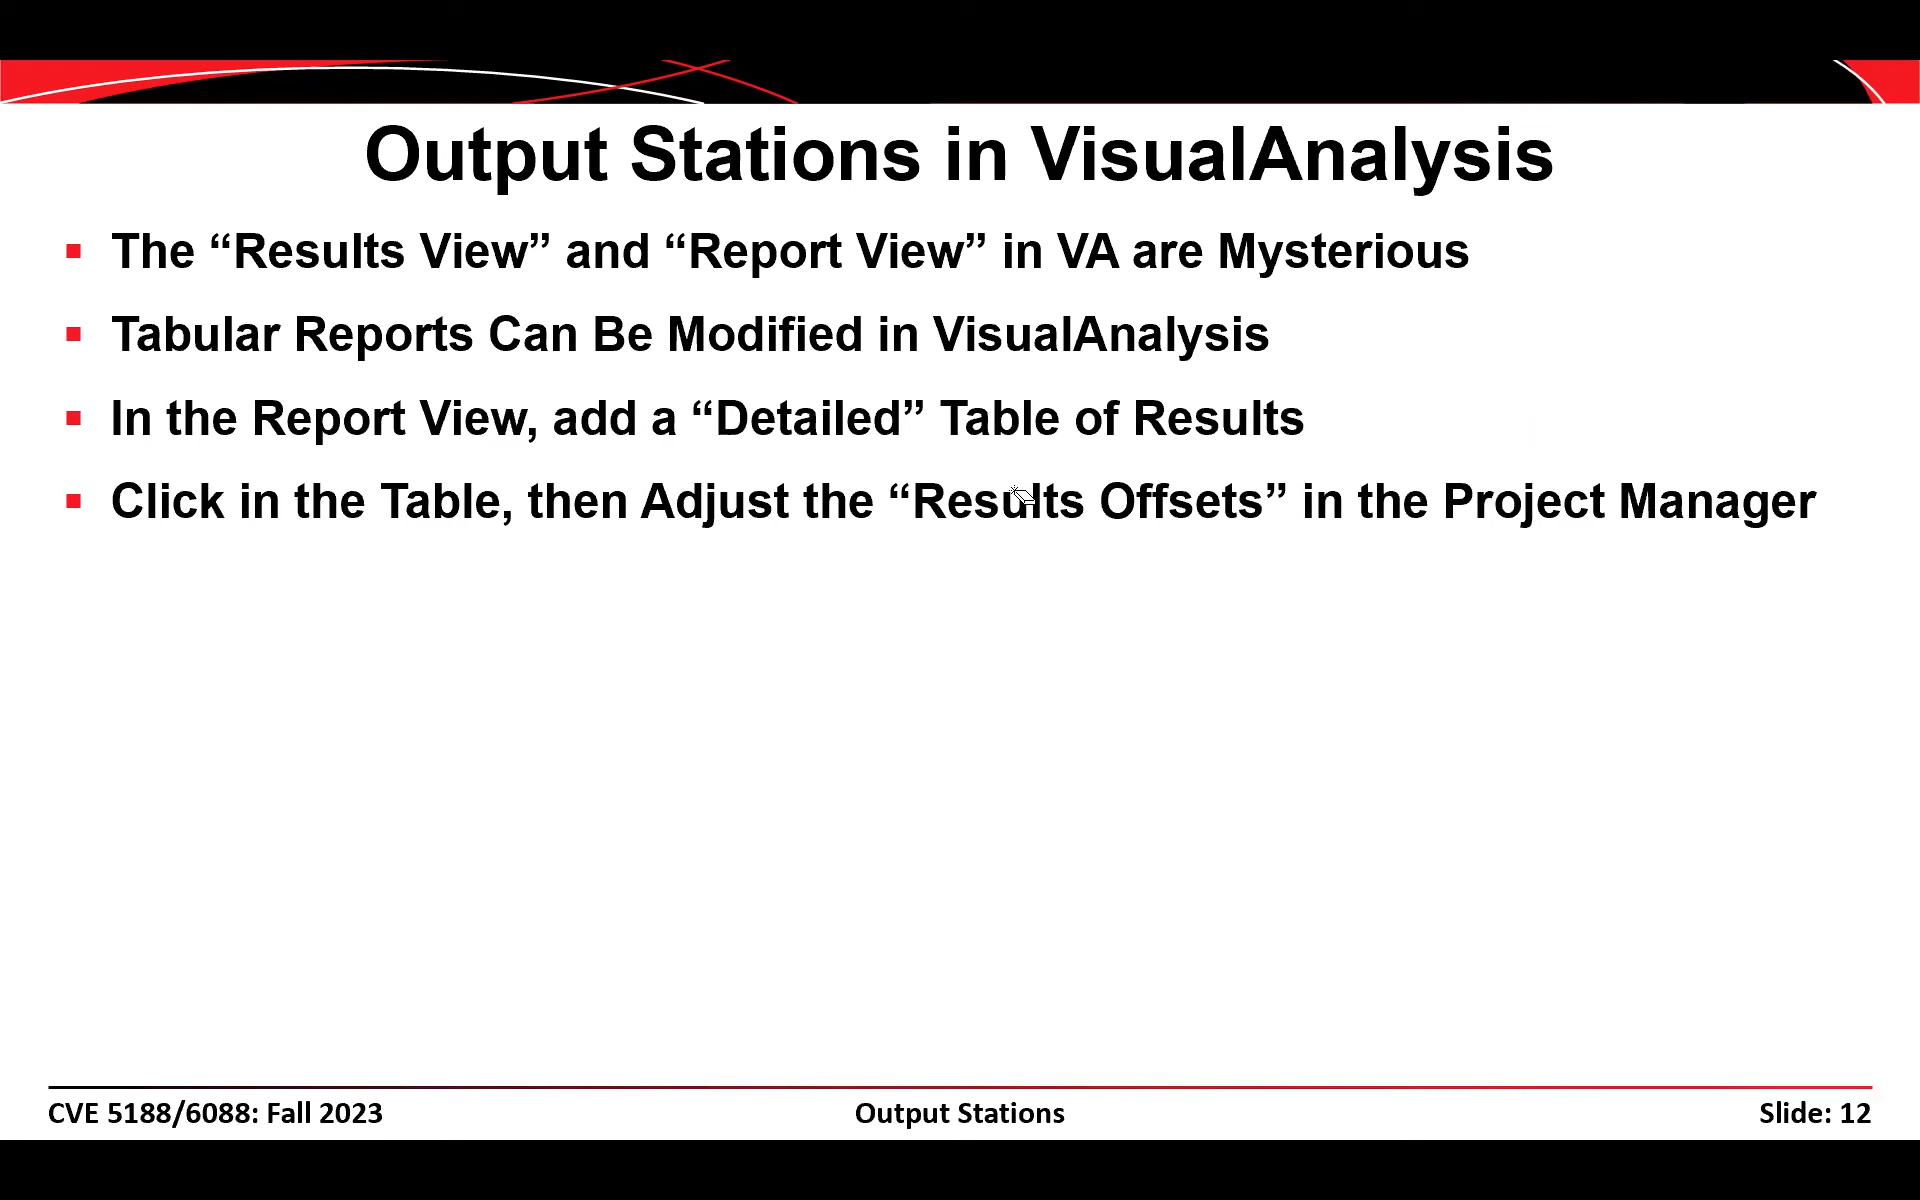 Output Stations in VisualAnalysis
▪ The “Results View” and “Report View” in VA are Mysterious
▪ Tabular Reports Can Be Modified in VisualAnalysis
▪ In the Report View, add a “Detailed” Table of Results
▪ Click in the Table, then Adjust the “Results Offsets” in the Project Manager
CVE 5188/6088: Fall 2023
Output Stations
Slide: 12